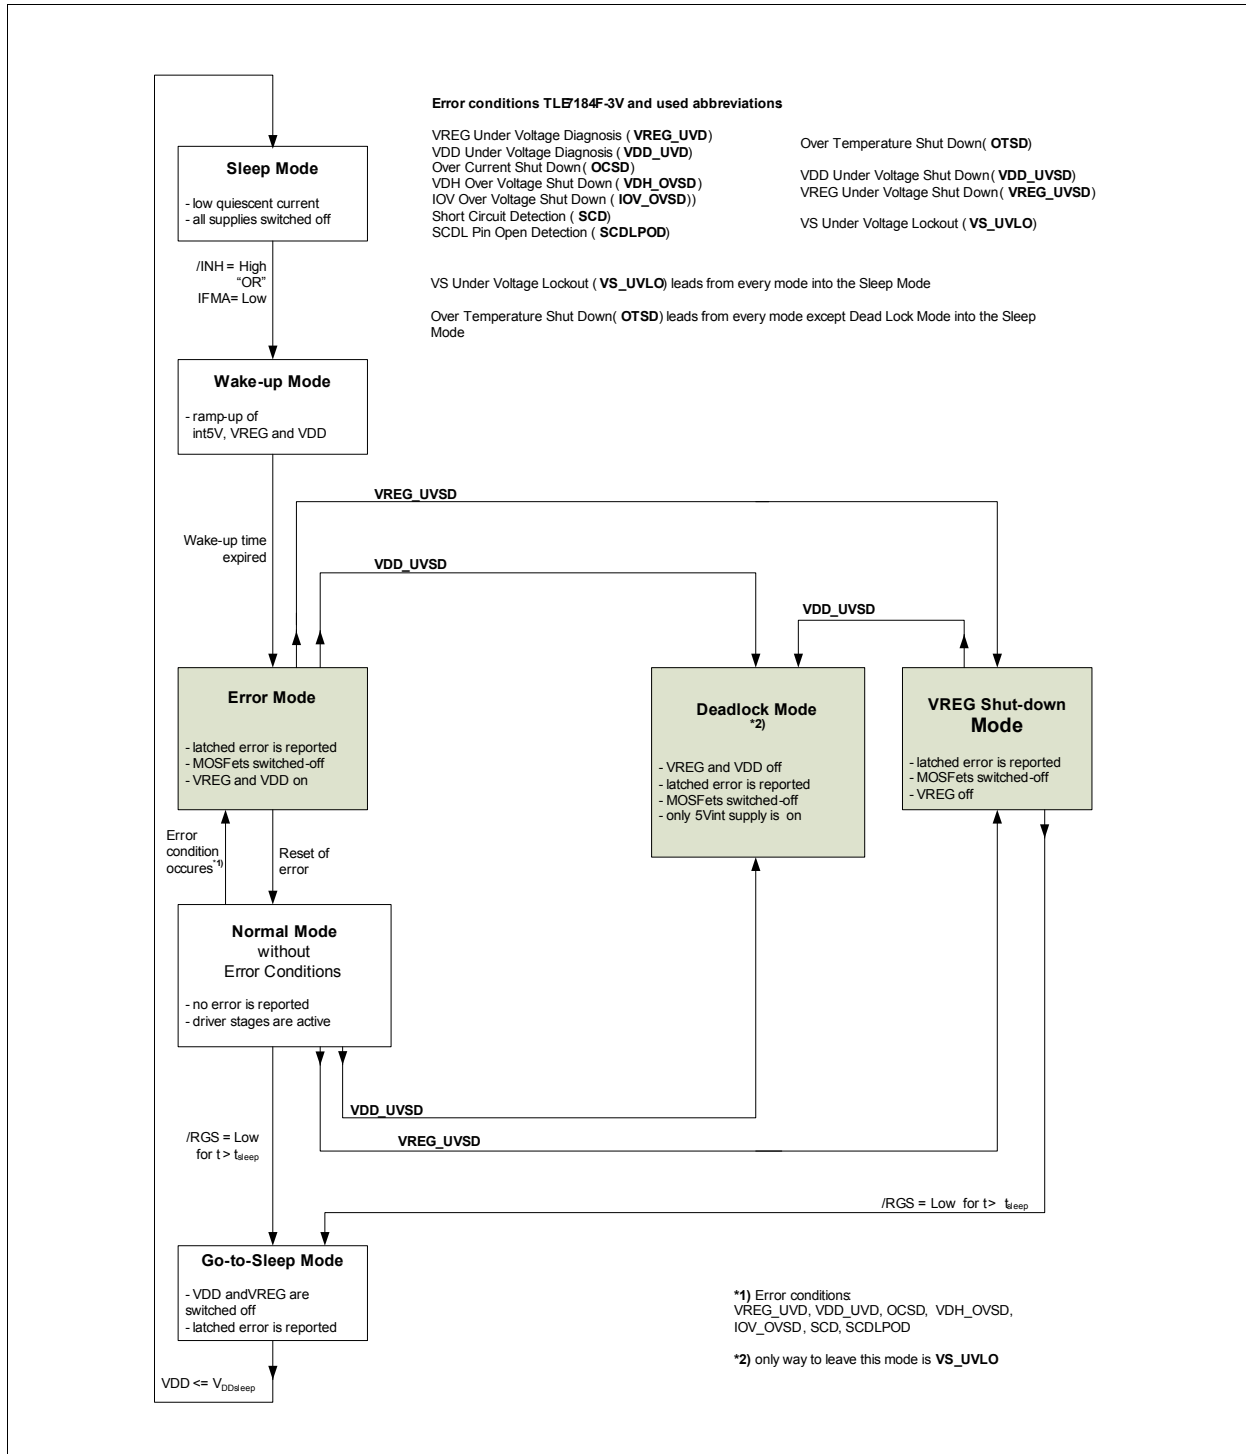 Error conditions TLE7184F-3V and used abbreviations
VREG Under Voltage Diagnosis ( VREG_UVD)
VDD Under Voltage Diagnosis ( VDD_UVD)
Over Current Shut Down( OCSD)
VDH Over Voltage Shut Down ( VDH_OVSD)
IOV Over Voltage Shut Down ( IOV_OVSD))
Short Circuit Detection ( SCD)
SCDL Pin Open Detection ( SCDLPOD)
Over Temperature Shut Down( OTSD)
VDD Under Voltage Shut Down( VDD_UVSD)
VREG Under Voltage Shut Down( VREG_UVSD)
VS Under Voltage Lockout ( VS_UVLO)
VS Under Voltage Lockout ( VS_UVLO) leads from every mode into the Sleep Mode
Over Temperature Shut Down( OTSD) leads from every mode except Dead Lock Mode into the Sleep
Mode
Sleep Mode
- low quiescent current
- all supplies switched off
/INH = High
“OR”
IFMA= Low
Wake-up Mode
- ramp-up of
int5V, VREG and VDD
Wake-up time
expired
VREG_UVSD
VDD_UVSD
VDD_UVSD
Error Mode
- latched error is reported
- MOSFets switched-off
- VREG and VDD on
Deadlock Mode
*2)
- VREG and VDD off
- latched error is reported
- MOSFets switched-off
- only 5Vint supply is on
VREG Shut-down
Mode
- latched error is reported
- MOSFets switched-off
- VREG off
Error
condition
occures*1)
Reset of
error
Normal Mode
without
Error Conditions
- no error is reported
- driver stages are active
VDD_UVSD
VREG_UVSD
/RGS = Low
for t > tsleep
/RGS = Low for t > tsleep
Go-to-Sleep Mode
- VDD andVREG are
switched off
- latched error is reported
VDD <= VDDsleep
*1) Error conditions:
VREG_UVD, VDD_UVD, OCSD, VDH_OVSD,
IOV_OVSD, SCD, SCDLPOD
*2) only way to leave this mode is VS_UVLO